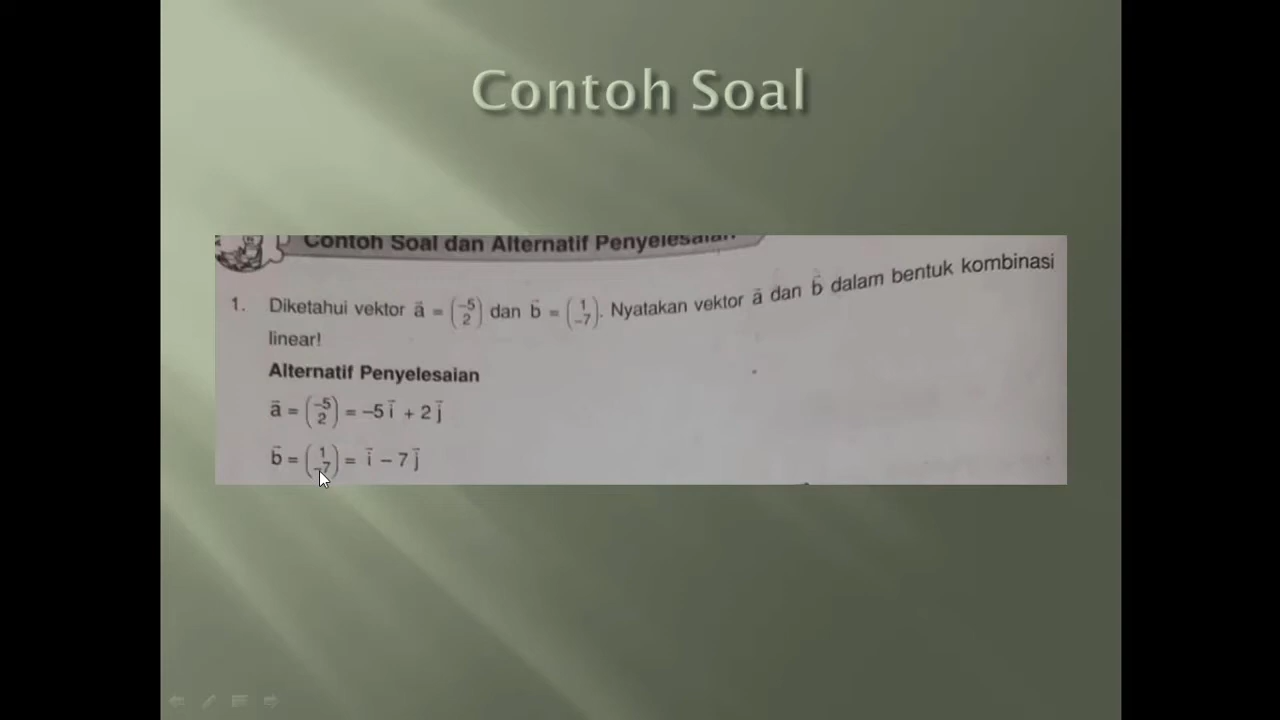 Contoh Soal
Contoh Soal dan Alternatif Penyelesaian
1. Diketahui vektor a̅ = (−5 2) dan b̅ = (1 −7). Nyatakan vektor a̅ dan b̅ dalam bentuk kombinasi
linear!
Alternatif Penyelesaian
a̅ = (−5 2) = −5 i̅ + 2 j̅
b̅ = (1 −7) = i̅ − 7 j̅